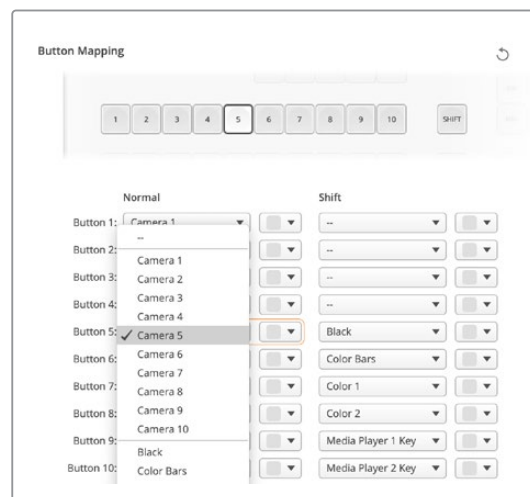 Button Mapping
1 2 3 4 5 6 7 8 9 10 SHIFT
Normal Shift
Button 1: Camera 1 --
Button 2: -- --
Button 3: Camera 1 --
Button 4: Camera 2 --
Camera 3
Camera 4
Button 5: ✓ Camera 5 Black
Button 6: Camera 6 Color Bars
Button 7: Camera 7 Color 1
Button 8: Camera 8 Color 2
Button 9: Camera 9 Media Player 1 Key
Camera 10
Button 10: Black Media Player 2 Key
Color Bars